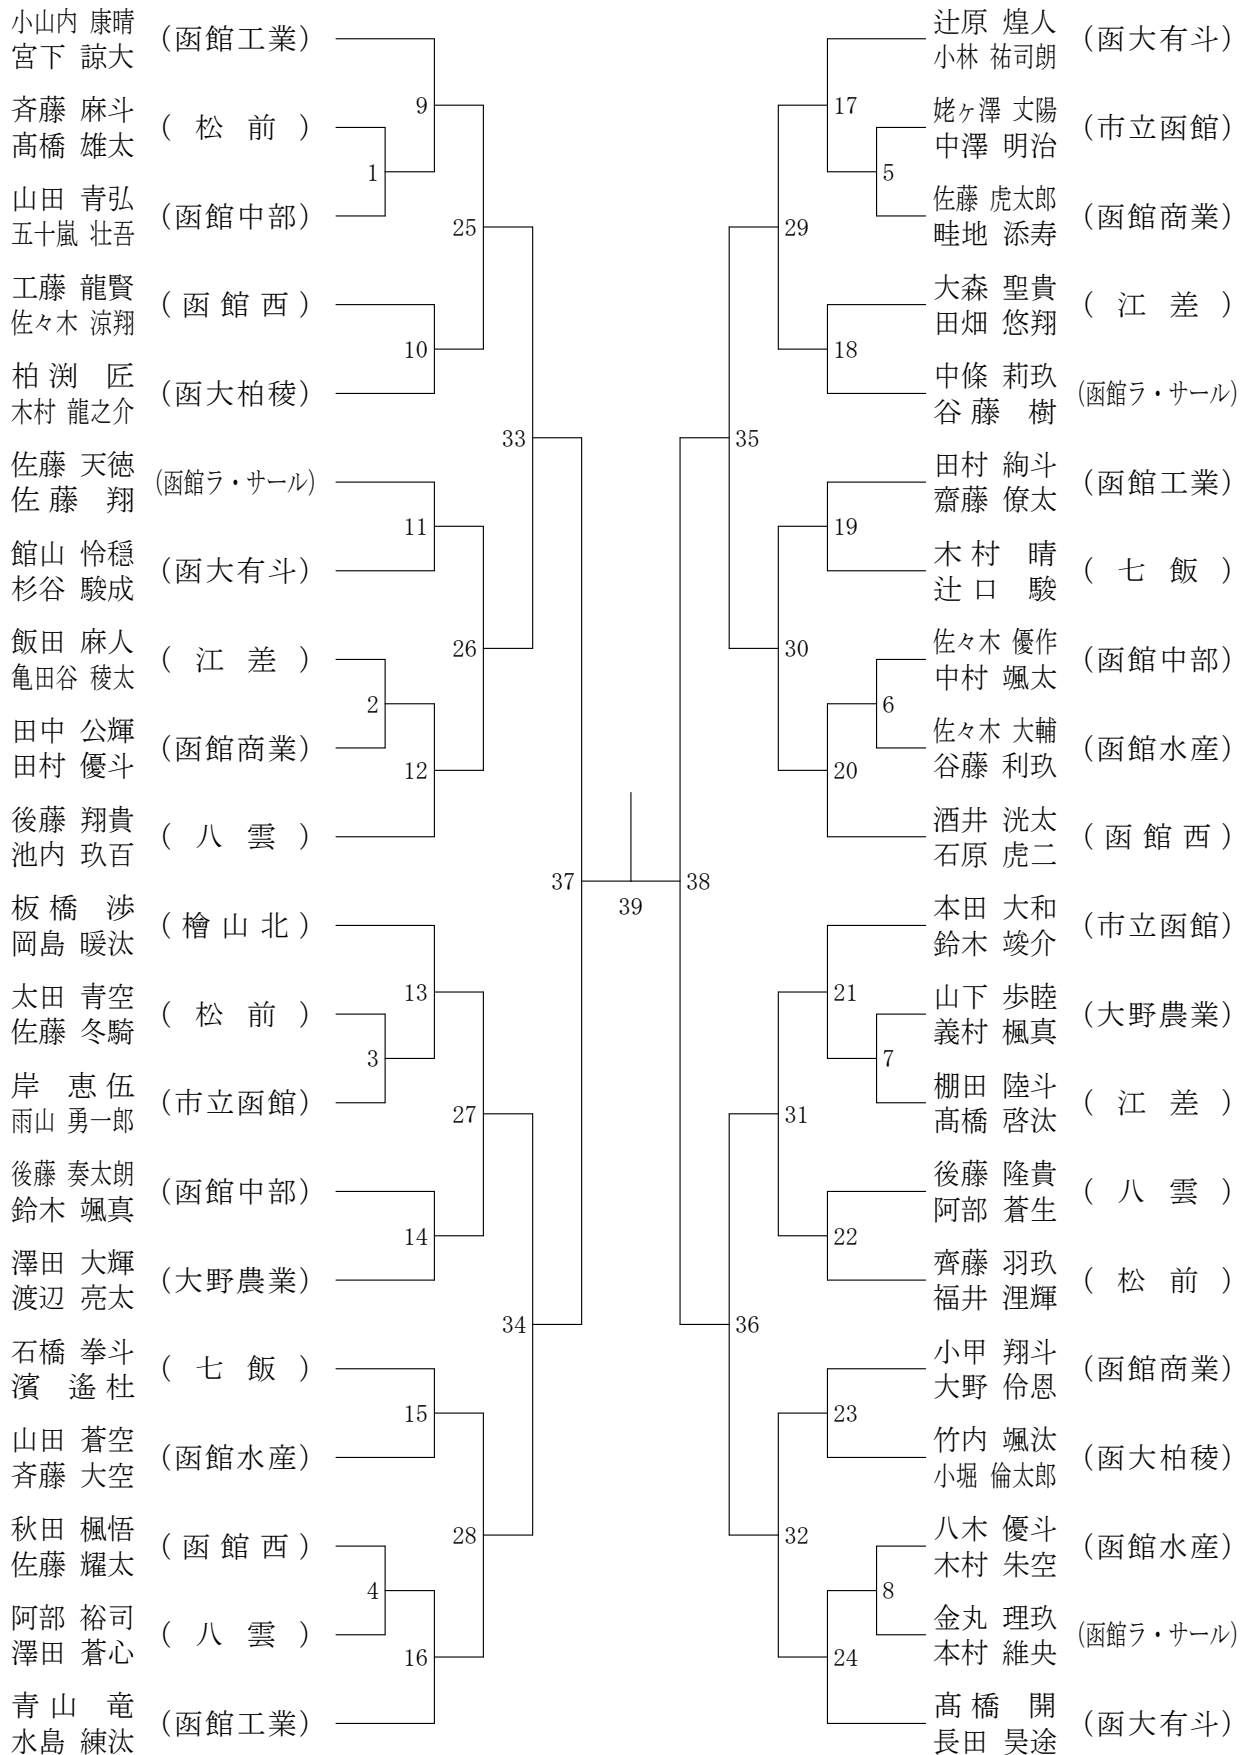 小山内 康晴
宮下 諒大
(函館工業)
斉藤 麻斗
髙橋 雄太
( 松 前 )
山田 青弘
五十嵐 壮吾
(函館中部)
工藤 龍賢
佐々木 涼翔
( 函 館 西 )
柏 渕 匠
木村 龍之介
(函大柏稜)
佐藤 天徳
佐 藤 翔
(函館ラ・サール)
館山 怜穏
杉谷 駿成
(函大有斗)
飯田 麻人
亀田谷 稜太
( 江 差 )
田中 公輝
田村 優斗
(函館商業)
後藤 翔貴
池内 玖百
( 八 雲 )
板 橋 渉
岡島 暖汰
( 檜 山 北 )
太田 青空
佐藤 冬騎
( 松 前 )
岸 恵 伍
雨山 勇一郎
(市立函館)
後藤 奏太朗
鈴木 颯真
(函館中部)
澤田 大輝
渡辺 亮太
(大野農業)
石橋 拳斗
濱 遙 杜
( 七 飯 )
山田 蒼空
斉藤 大空
(函館水産)
秋田 楓悟
佐藤 耀太
( 函 館 西 )
阿部 裕司
澤田 蒼心
( 八 雲 )
青 山 竜
水島 練汰
(函館工業)
1
2
3
4
9
10
11
12
13
14
15
16
25
26
27
28
33
34
37
39
38
35
36
29
30
31
32
17
18
19
20
21
22
23
24
5
6
7
8
辻原 煌人
小林 祐司朗
(函大有斗)
姥ヶ澤 丈陽
中澤 明治
(市立函館)
佐藤 虎太郎
畦地 添寿
(函館商業)
大森 聖貴
田畑 悠翔
( 江 差 )
中條 莉玖
谷 藤 樹
(函館ラ・サール)
田村 絢斗
齋藤 僚太
(函館工業)
木 村 晴
辻 口 駿
( 七 飯 )
佐々木 優作
中村 颯太
(函館中部)
佐々木 大輔
谷藤 利玖
(函館水産)
酒井 洸太
石原 虎二
( 函 館 西 )
本田 大和
鈴木 竣介
(市立函館)
山下 歩睦
義村 楓真
(大野農業)
棚田 陸斗
髙橋 啓汰
( 江 差 )
後藤 隆貴
阿部 蒼生
( 八 雲 )
齊藤 羽玖
福井 浬輝
( 松 前 )
小甲 翔斗
大野 伶恩
(函館商業)
竹内 颯汰
小堀 倫太郎
(函大柏稜)
八木 優斗
木村 朱空
(函館水産)
金丸 理玖
本村 維央
(函館ラ・サール)
髙 橋 開
長田 昊途
(函大有斗)